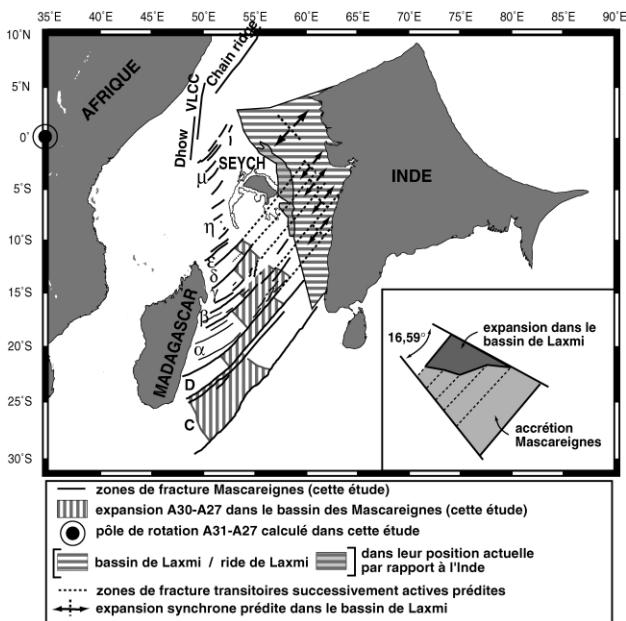 34°E 40°E 45°E 50°E 55°E 60°E 65°E 70°E 75°E 80°E 85°E 90°E
10°N
5°N
0°
5°S
10°S
15°S
20°S
25°S
30°S
AFRIQUE
Dhow
VLCC
Chain ridge
SEYCH
INDE
MADAGASCAR
ι
μ
η
ε
δ
γ
β
α
D
C
16,59°
expansion dans le
bassin de Laxmi
accrétion
Mascareignes
zones de fracture Mascareignes (cette étude)
expansion A30-A27 dans le bassin des Mascareignes (cette étude)
pôle de rotation A31-A27 calculé dans cette étude
bassin de Laxmi / ride de Laxmi
dans leur position actuelle
par rapport à l'Inde
zones de fracture transitoires successivement actives prédites
expansion synchrone prédite dans le bassin de Laxmi